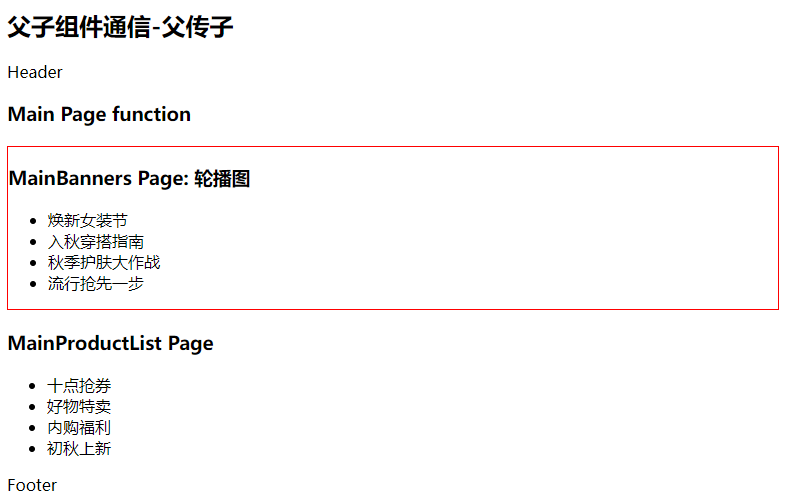 父子组件通信-父传子
Header
Main Page function
MainBanners Page: 轮播图
焕新女装节
入秋穿搭指南
秋季护肤大作战
流行抢先一步
MainProductList Page
十点抢券
好物特卖
内购福利
初秋上新
Footer